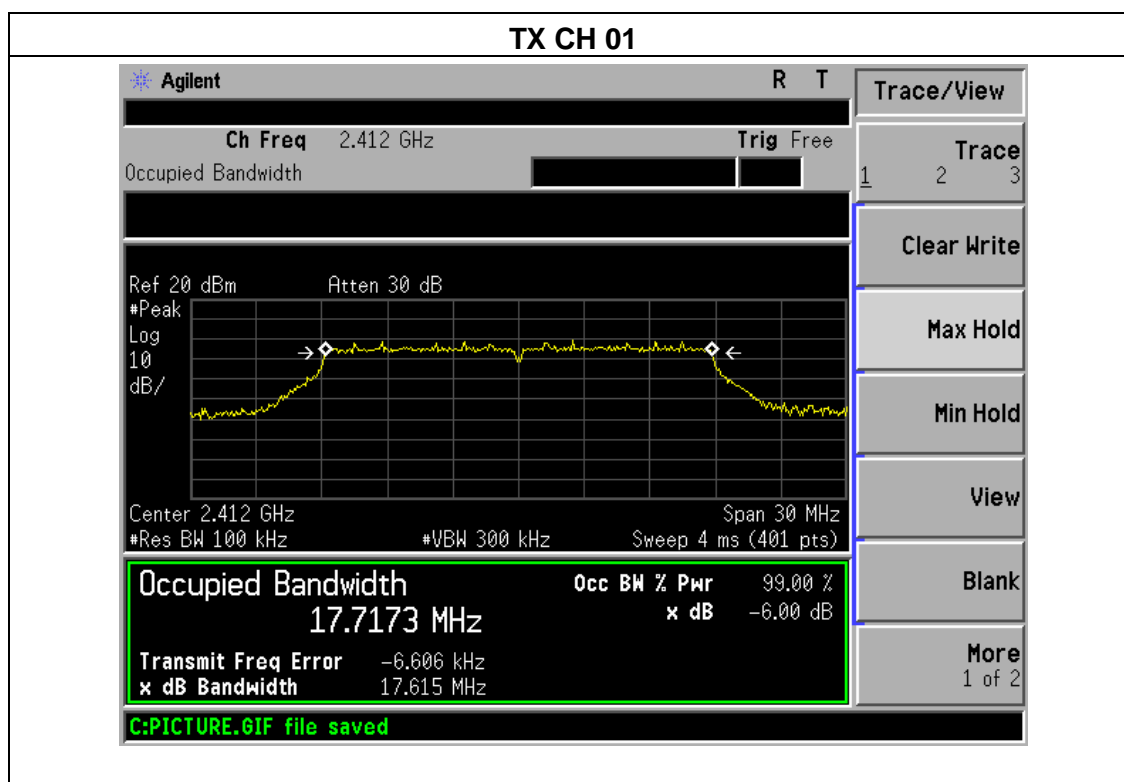 TX CH 01
Agilent R T
Ch Freq 2.412 GHz Trig Free
Occupied Bandwidth
Ref 20 dBm Atten 30 dB
#Peak
Log
10
dB/
Center 2.412 GHz Span 30 MHz
#Res BW 100 kHz #VBW 300 kHz Sweep 4 ms (401 pts)
Occupied Bandwidth
17.7173 MHz
Occ BW % Pwr 99.00 %
x dB -6.00 dB
Transmit Freq Error -6.606 kHz
x dB Bandwidth 17.615 MHz
C:PICTURE.GIF file saved
Trace/View
Trace
1 2 3
Clear Write
Max Hold
Min Hold
View
Blank
More
1 of 2